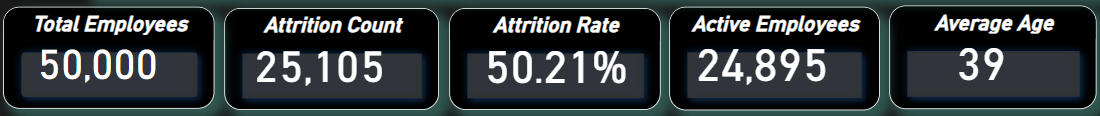 Total Employees
50,000
Attrition Count
25,105
Attrition Rate
50.21%
Active Employees
24,895
Average Age
39